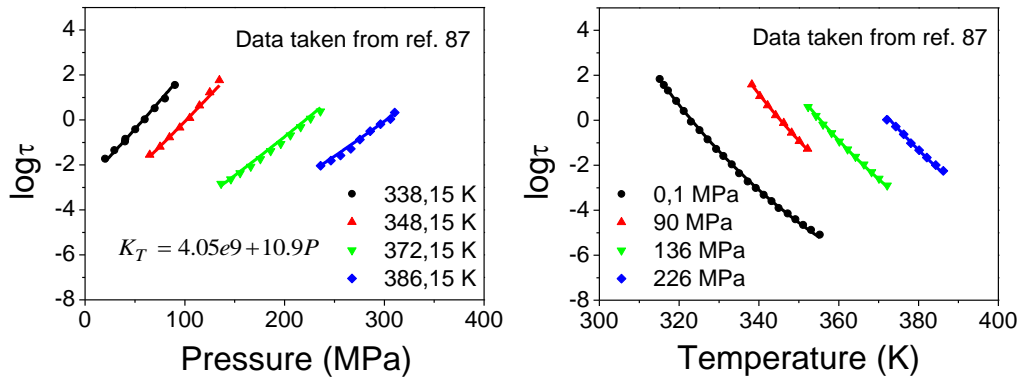 Data taken from ref. 87
4
2
0
-2
-4
-6
-8
logτ
338,15 K
348,15 K
372,15 K
386,15 K
K_T = 4.05e9+10.9P
0 100 200 300 400
Pressure (MPa)
Data taken from ref. 87
4
2
0
-2
-4
-6
-8
logτ
0,1 MPa
90 MPa
136 MPa
226 MPa
300 320 340 360 380 400
Temperature (K)